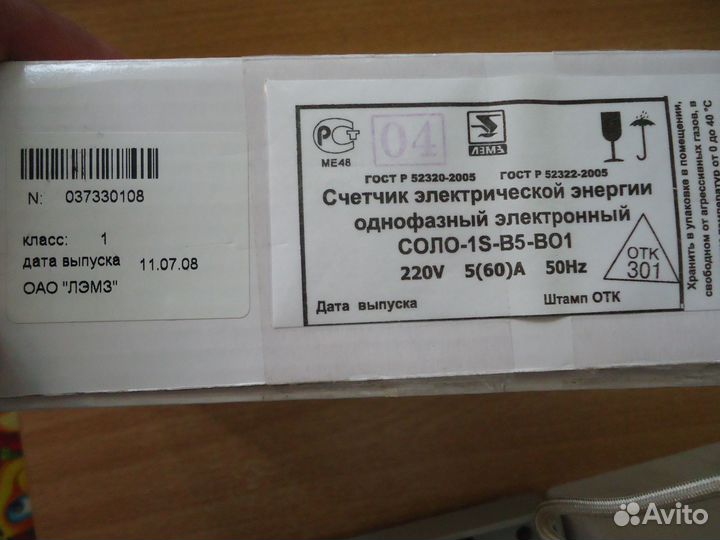 N: 037330108
класс: 1
дата выпуска 11.07.08
ОАО "ЛЭМЗ"
РСТ
МЕ48
04
ЛЭМЗ
ГОСТ Р 52320-2005 ГОСТ Р 52322-2005
Счетчик электрической энергии
однофазный электронный
СОЛО-1S-В5-ВО1
220V 5(60)А 50Hz
Дата выпуска
Штамп ОТК
ОТК
301
Хранить в упаковке в помещении,
свободном от агрессивных газов, в
от 0 до 40 °С
Avito